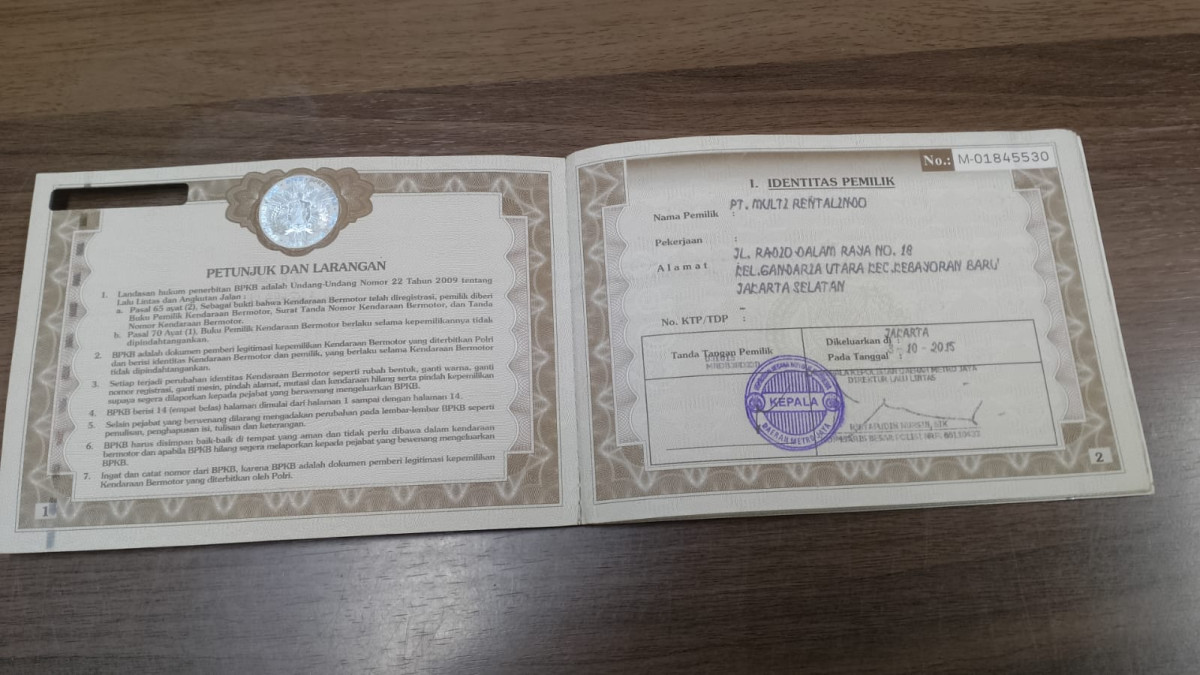 PETUNJUK DAN LARANGAN
1. Landasan hukum penerbitan BPKB adalah Undang-Undang Nomor 22 Tahun 2009 tentang
Lalu Lintas dan Angkutan Jalan :
a. Pasal 65 ayat (2), Sebagai bukti bahwa Kendaraan Bermotor telah diregistrasi, pemilik diberi
Buku Pemilik Kendaraan Bermotor, Surat Tanda Nomor Kendaraan Bermotor, dan Tanda
Nomor Kendaraan Bermotor.
b. Pasal 70 Ayat (1), Buku Pemilik Kendaraan Bermotor berlaku selama kepemilikannya tidak
dipindahtangankan.
2. BPKB adalah dokumen pemberi legitimasi kepemilikan Kendaraan Bermotor yang diterbitkan Polri
dan berisi identitas Kendaraan Bermotor dan pemilik, yang berlaku selama Kendaraan Bermotor
tidak dipindahtangankan.
3. Setiap terjadi perubahan identitas Kendaraan Bermotor seperti rubah bentuk, ganti warna, ganti
nomor registrasi, ganti mesin, pindah alamat, mutasi dan kendaraan hilang serta pindah kepemilikan
supaya segera dilaporkan kepada pejabat yang berwenang mengeluarkan BPKB.
4. BPKB berisi 14 (empat belas) halaman dimulai dari halaman 1 sampai dengan halaman 14.
5. Selain pejabat yang berwenang dilarang mengadakan perubahan pada lembar-lembar BPKB seperti
penulisan, penghapusan isi, tulisan dan keterangan.
6. BPKB harus disimpan baik-baik di tempat yang aman dan tidak perlu dibawa dalam kendaraan
bermotor dan apabila BPKB hilang segera melaporkan kepada pejabat yang berwenang mengeluarkan
BPKB.
7. Ingat dan catat nomor dari BPKB, karena BPKB adalah dokumen pemberi legitimasi kepemilikan
Kendaraan Bermotor yang diterbitkan oleh Polri.
1
No.: M-01845530
I. IDENTITAS PEMILIK
Nama Pemilik : PT. MULTI RENTALINDO
Pekerjaan :
Alamat : JL. RADIO DALAM RAYA NO. 18
KEL.GANDARIA UTARA KEC.KEBAYORAN BARU
JAKARTA SELATAN
No. KTP/TDP : -
Tanda Tangan Pemilik
Dikeluarkan di : JAKARTA
Pada Tanggal : -10-2015
DIREKTUR LALU LINTAS
KEPALA
DAERAH METRO JAYA
2